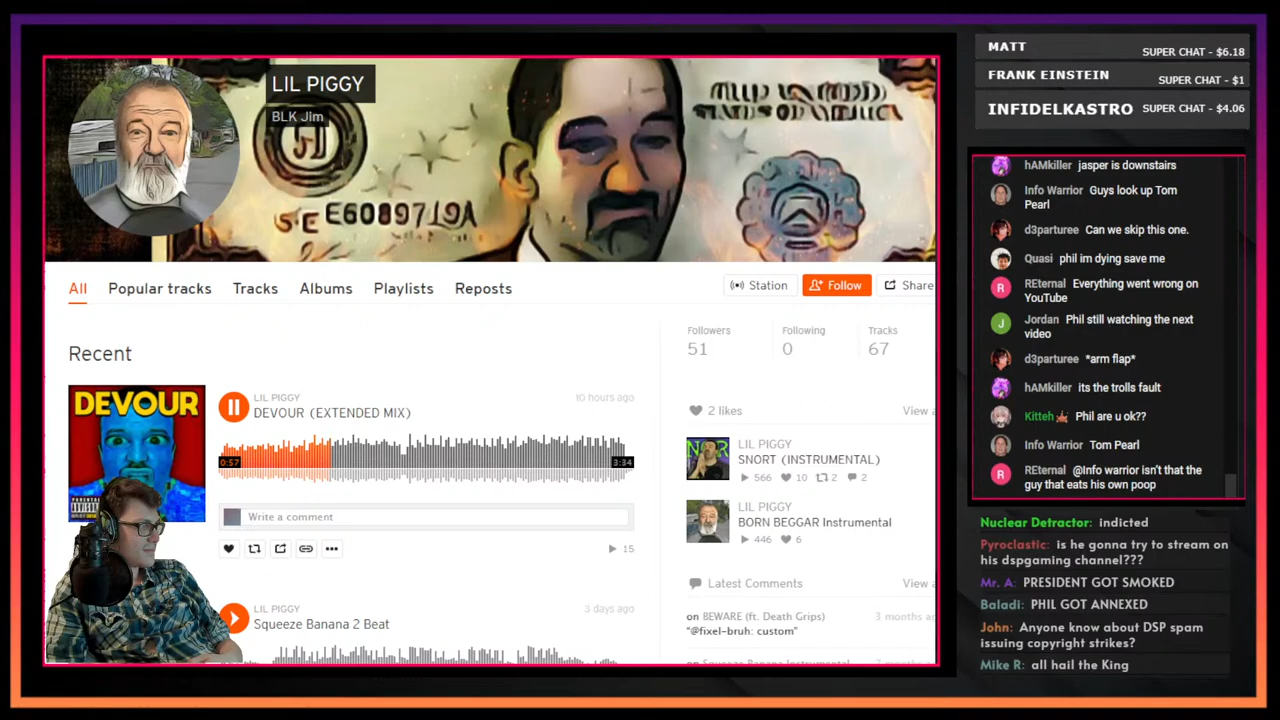 LIL PIGGY
BLK Jim
E6089719A
All
Popular tracks
Tracks
Albums
Playlists
Reposts
Station
Follow
Share
Recent
DEVOUR
LIL PIGGY
10 hours ago
DEVOUR (EXTENDED MIX)
0:57
3:34
Write a comment
15
LIL PIGGY
3 days ago
Squeeze Banana 2 Beat
Followers
Following
Tracks
51
0
67
2 likes
View a
LIL PIGGY
SNORT (INSTRUMENTAL)
566
10
2
2
LIL PIGGY
BORN BEGGAR Instrumental
446
6
Latest Comments
View a
on BEWARE (ft. Death Grips)
3 months a
"@fixel-bruh: custom"
MATT
SUPER CHAT - $6.18
FRANK EINSTEIN
SUPER CHAT - $1
INFIDELKASTRO
SUPER CHAT - $4.06
hAMkiller jasper is downstairs
Info Warrior Guys look up Tom
Pearl
d3parturee Can we skip this one.
Quasi phil im dying save me
R
REternal Everything went wrong on
YouTube
J
Jordan Phil still watching the next
video
d3parturee *arm flap*
hAMkiller its the trolls fault
Kitteh Phil are u ok??
Info Warrior Tom Pearl
R
REternal @Info warrior isn't that the
guy that eats his own poop
Nuclear Detractor: indicted
Pyroclastic: is he gonna try to stream on
his dspgaming channel???
Mr. A: PRESIDENT GOT $MOKED
Baladi: PHIL GOT ANNEXED
John: Anyone know about DSP spam
issuing copyright strikes?
Mike R: all hail the King